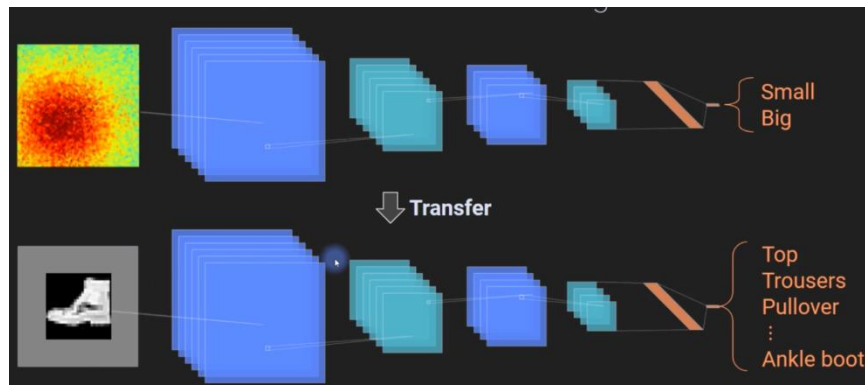 Small
Big
Transfer
Top
Trousers
Pullover
⋮
Ankle boot